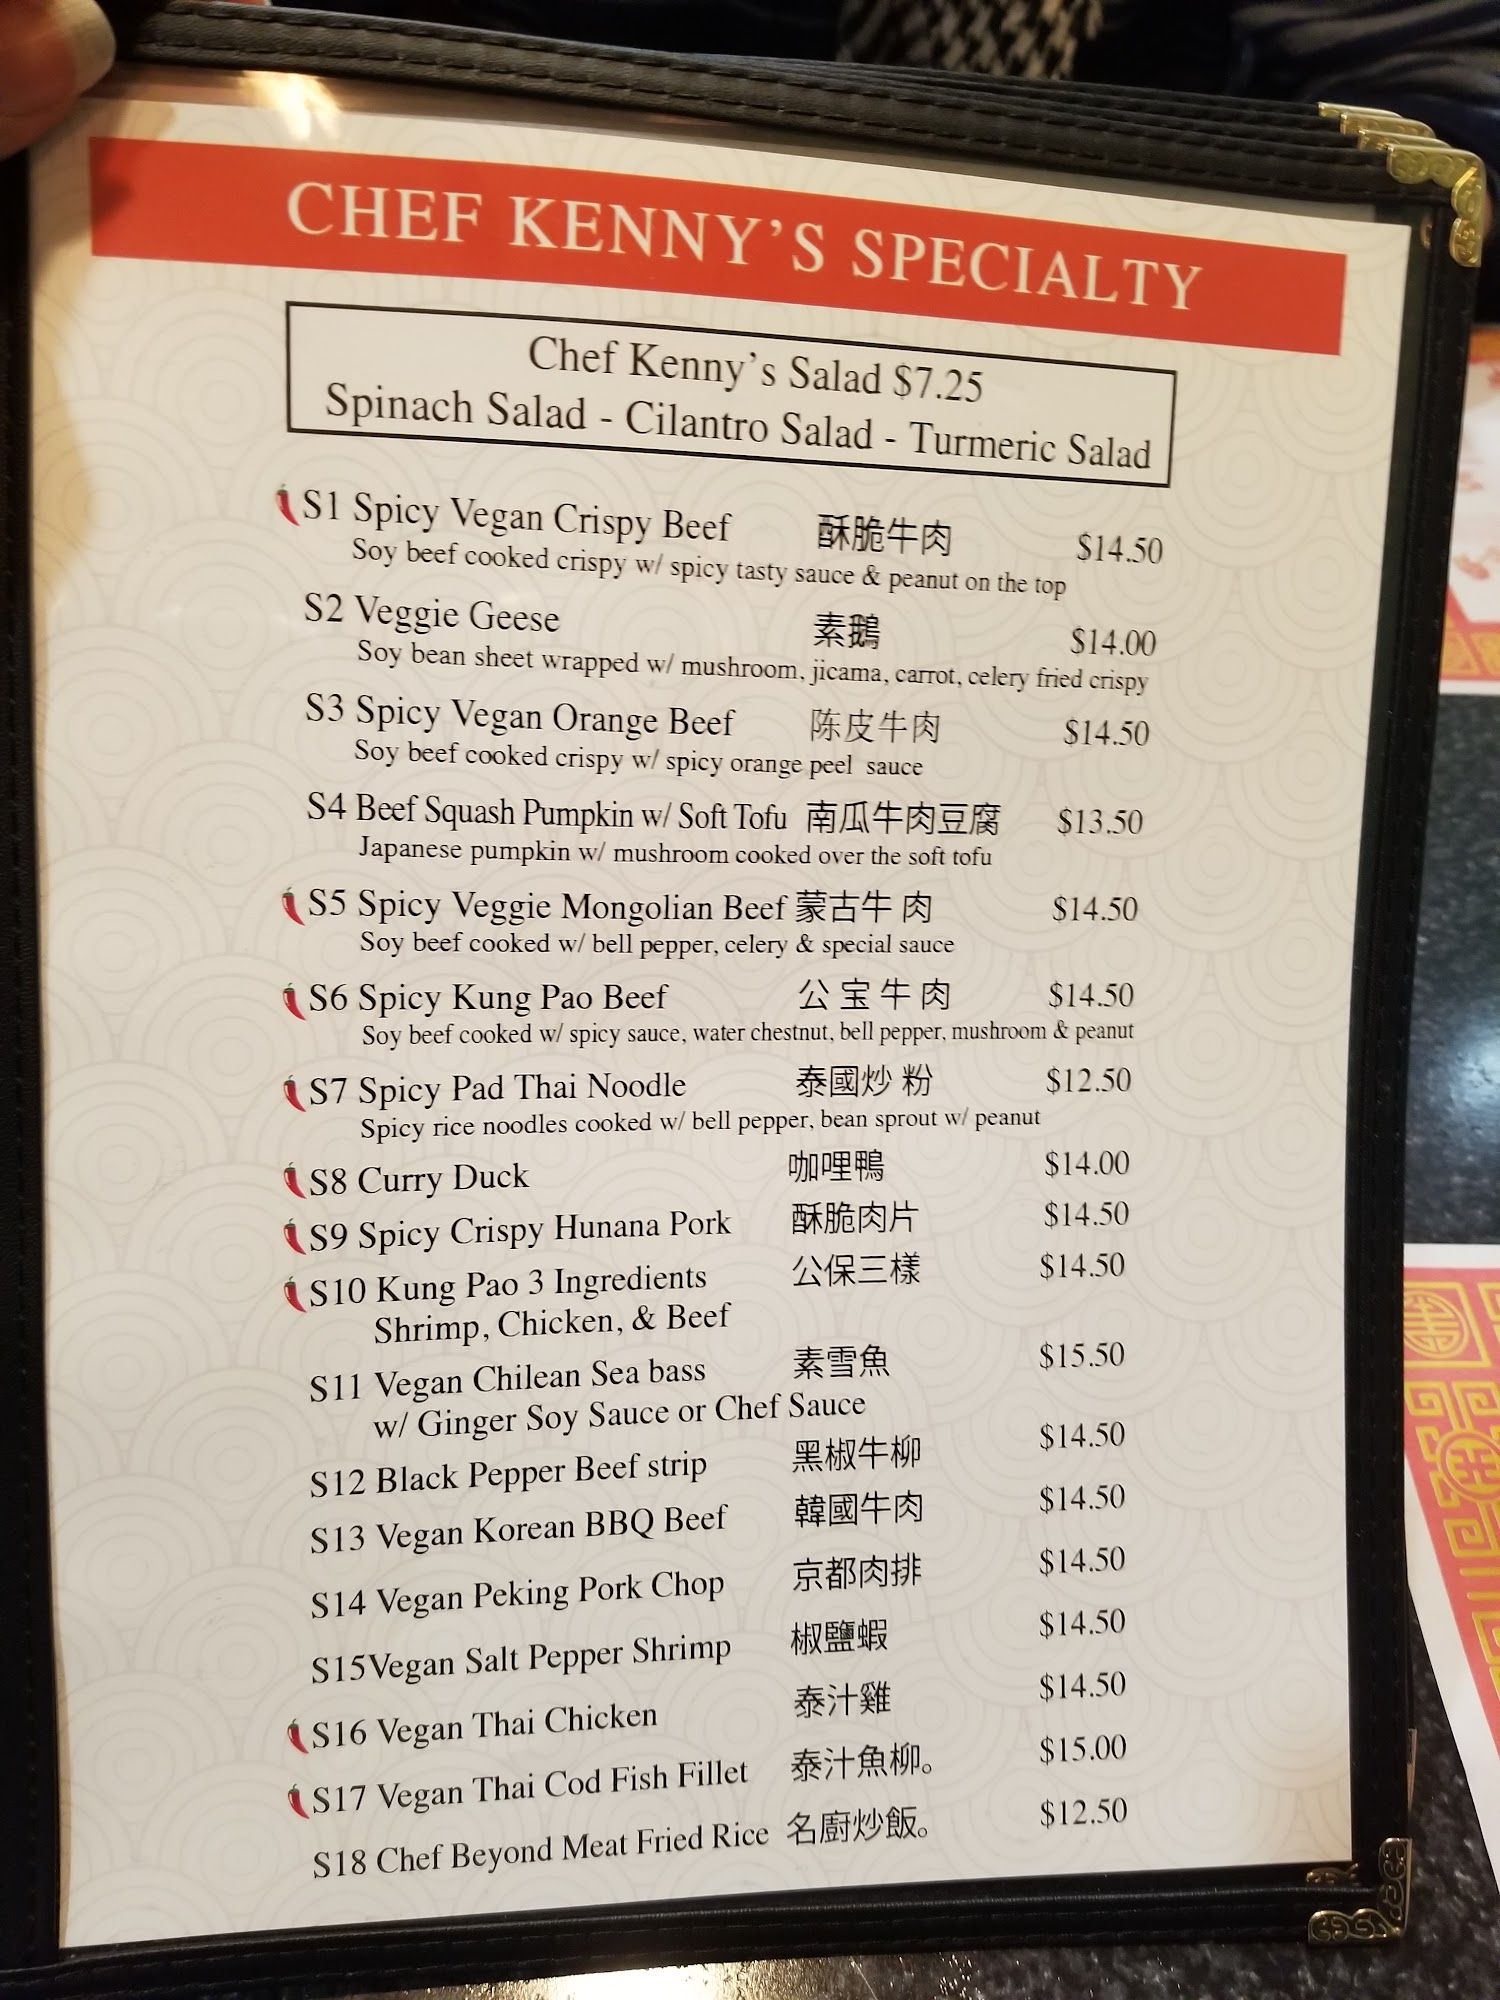 CHEF KENNY'S SPECIALTY
Chef Kenny's Salad $7.25
Spinach Salad - Cilantro Salad - Turmeric Salad
S1 Spicy Vegan Crispy Beef 酥脆牛肉 $14.50
Soy beef cooked crispy w/ spicy tasty sauce & peanut on the top
S2 Veggie Geese 素鵝 $14.00
Soy bean sheet wrapped w/ mushroom, jicama, carrot, celery fried crispy
S3 Spicy Vegan Orange Beef 陈皮牛肉 $14.50
Soy beef cooked crispy w/ spicy orange peel sauce
S4 Beef Squash Pumpkin w/ Soft Tofu 南瓜牛肉豆腐 $13.50
Japanese pumpkin w/ mushroom cooked over the soft tofu
S5 Spicy Veggie Mongolian Beef 蒙古牛 肉 $14.50
Soy beef cooked w/ bell pepper, celery & special sauce
S6 Spicy Kung Pao Beef 公 宝 牛 肉 $14.50
Soy beef cooked w/ spicy sauce, water chestnut, bell pepper, mushroom & peanut
S7 Spicy Pad Thai Noodle 泰國炒 粉 $12.50
Spicy rice noodles cooked w/ bell pepper, bean sprout w/ peanut
S8 Curry Duck 咖哩鴨 $14.00
S9 Spicy Crispy Hunana Pork 酥脆肉片 $14.50
S10 Kung Pao 3 Ingredients 公保三樣 $14.50
Shrimp, Chicken, & Beef
S11 Vegan Chilean Sea bass 素雪魚 $15.50
w/ Ginger Soy Sauce or Chef Sauce
S12 Black Pepper Beef strip 黑椒牛柳 $14.50
S13 Vegan Korean BBQ Beef 韓國牛肉 $14.50
S14 Vegan Peking Pork Chop 京都肉排 $14.50
S15Vegan Salt Pepper Shrimp 椒鹽蝦 $14.50
S16 Vegan Thai Chicken 泰汁雞 $14.50
S17 Vegan Thai Cod Fish Fillet 泰汁魚柳。 $15.00
S18 Chef Beyond Meat Fried Rice 名廚炒飯。 $12.50